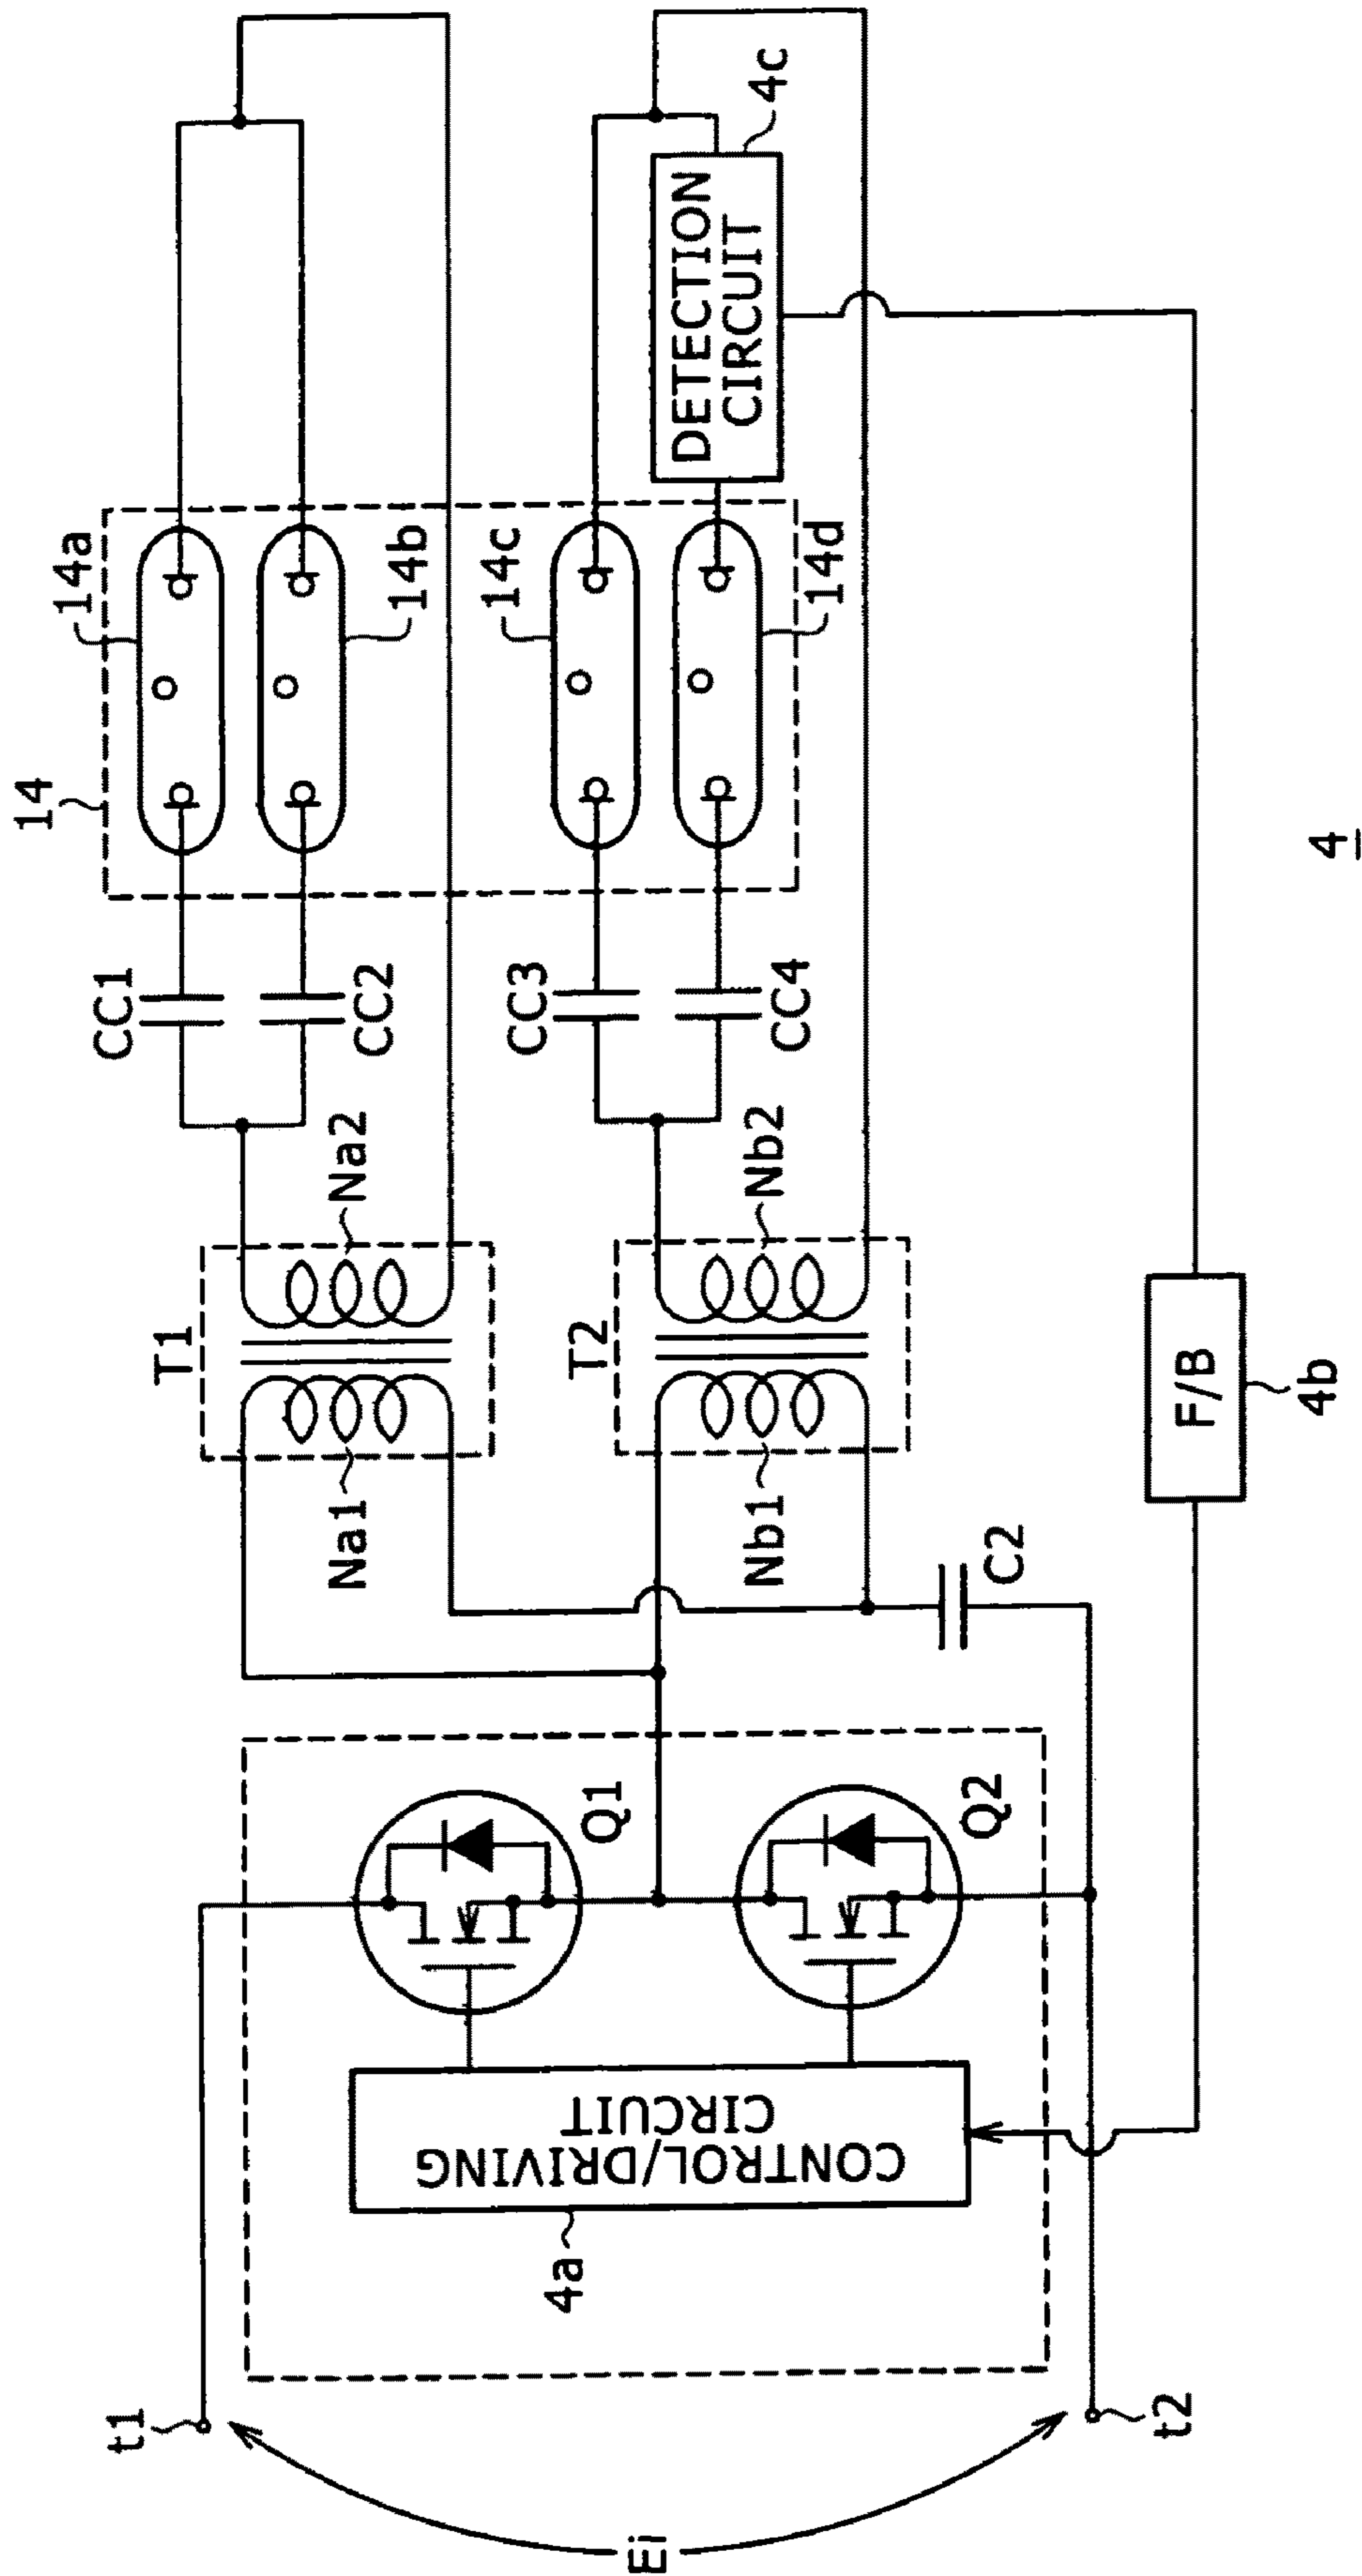 14
14a
14b
14c
14d
CC1
CC2
CC3
CC4
DETECTION
CIRCUIT
4c
T1
Na1
Na2
T2
Nb1
Nb2
C2
Q1
Q2
CONTROL/DRIVING
CIRCUIT
4a
F/B
4b
t1
Ei
t2
4